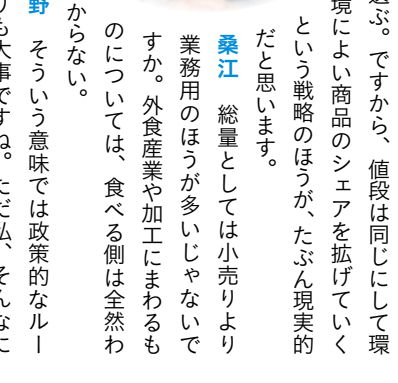 選ぶ。ですから、値段は同じにして環
境によい商品のシェアを拡げていく
という戦略のほうが、たぶん現実的
だと思います。
桑江 総量としては小売りより
業務用のほうが多いじゃないで
すか。外食産業や加工にまわるも
のについては、食べる側は全然わ
からない。
野 そういう意味では政策的なルー
りも大事ですね。ただ私、そんなに